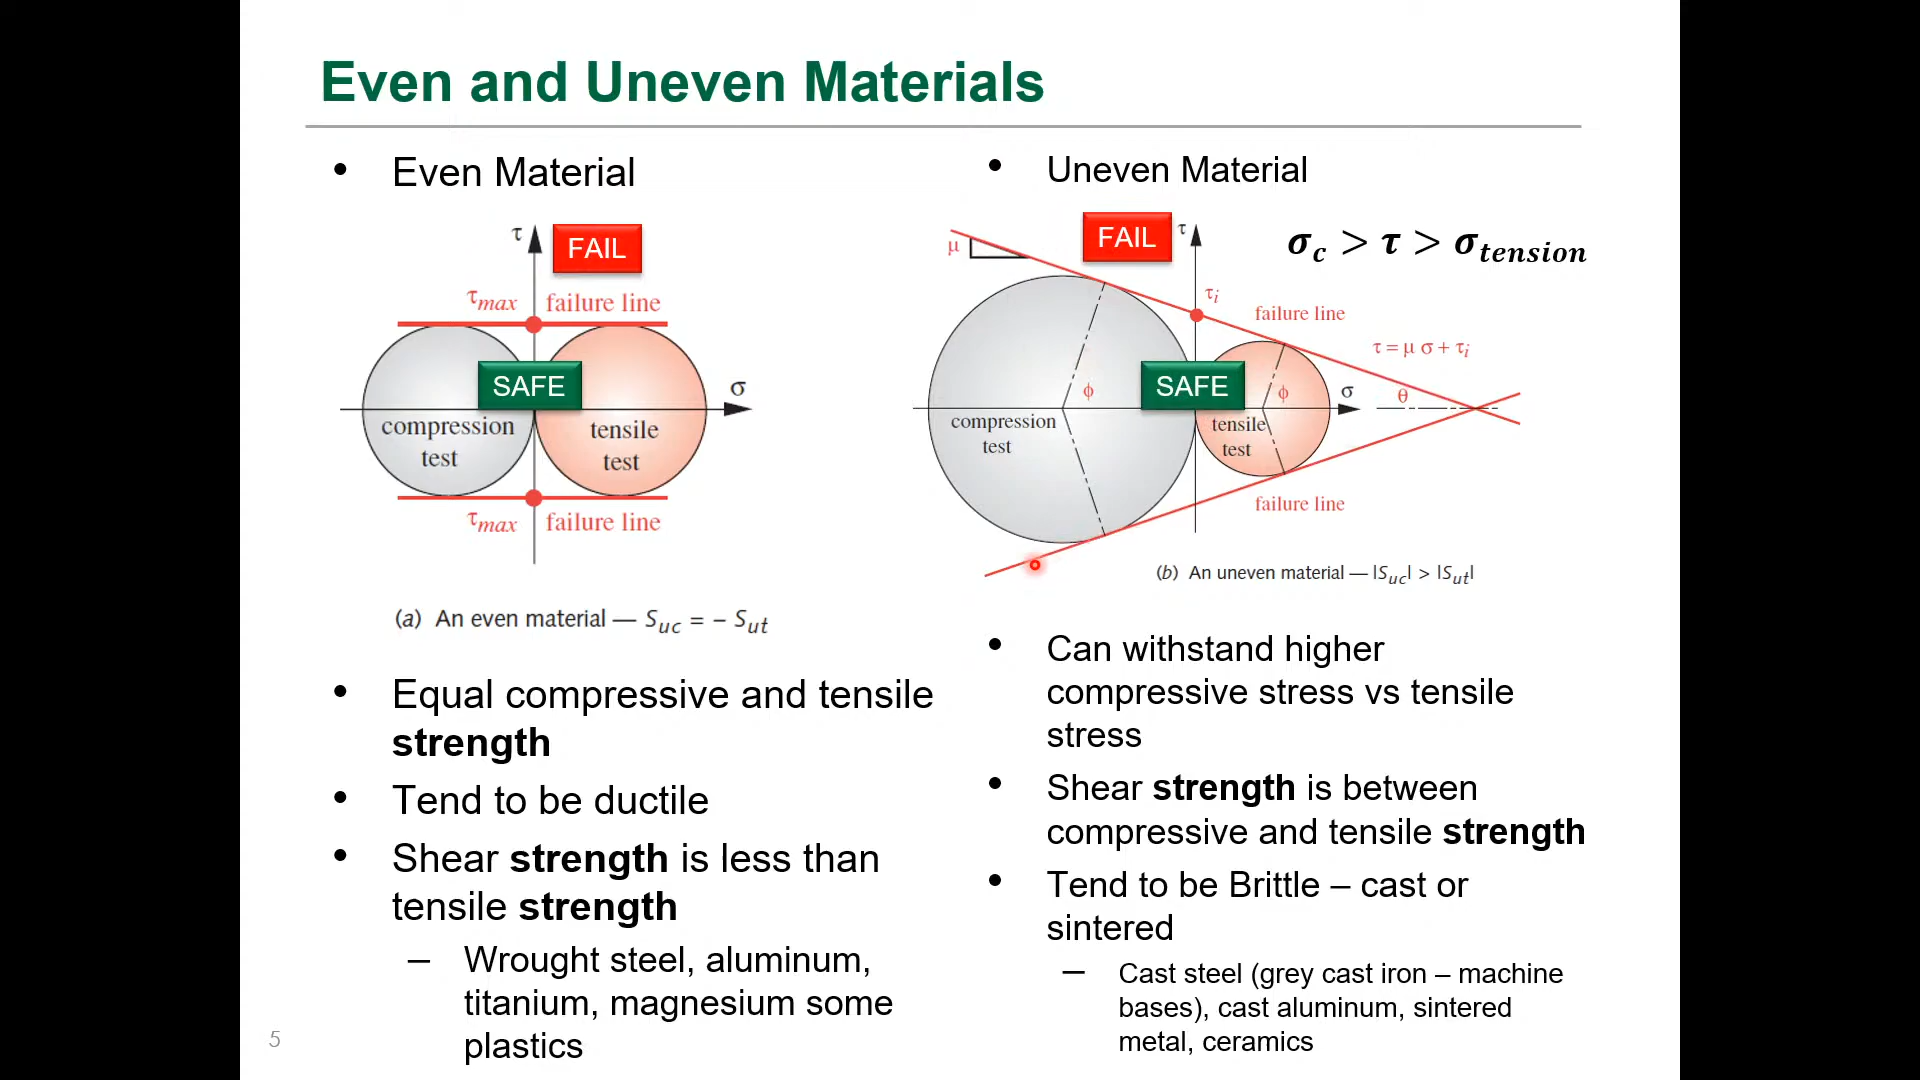 Even and Uneven Materials
• Even Material
τ
FAIL
τmax failure line
SAFE
σ
compression
test
tensile
test
τmax failure line
(a) An even material — Suc = – Sut
• Equal compressive and tensile
strength
• Tend to be ductile
• Shear strength is less than
tensile strength
– Wrought steel, aluminum,
titanium, magnesium some
plastics
• Uneven Material
μ
FAIL
τ
σc > τ > σtension
τi
failure line
τ = μ σ + τi
SAFE
ϕ
ϕ
σ
θ
compression
test
tensile
test
failure line
(b) An uneven material — |Suc| > |Sut|
• Can withstand higher
compressive stress vs tensile
stress
• Shear strength is between
compressive and tensile strength
• Tend to be Brittle – cast or
sintered
– Cast steel (grey cast iron – machine
bases), cast aluminum, sintered
metal, ceramics
5